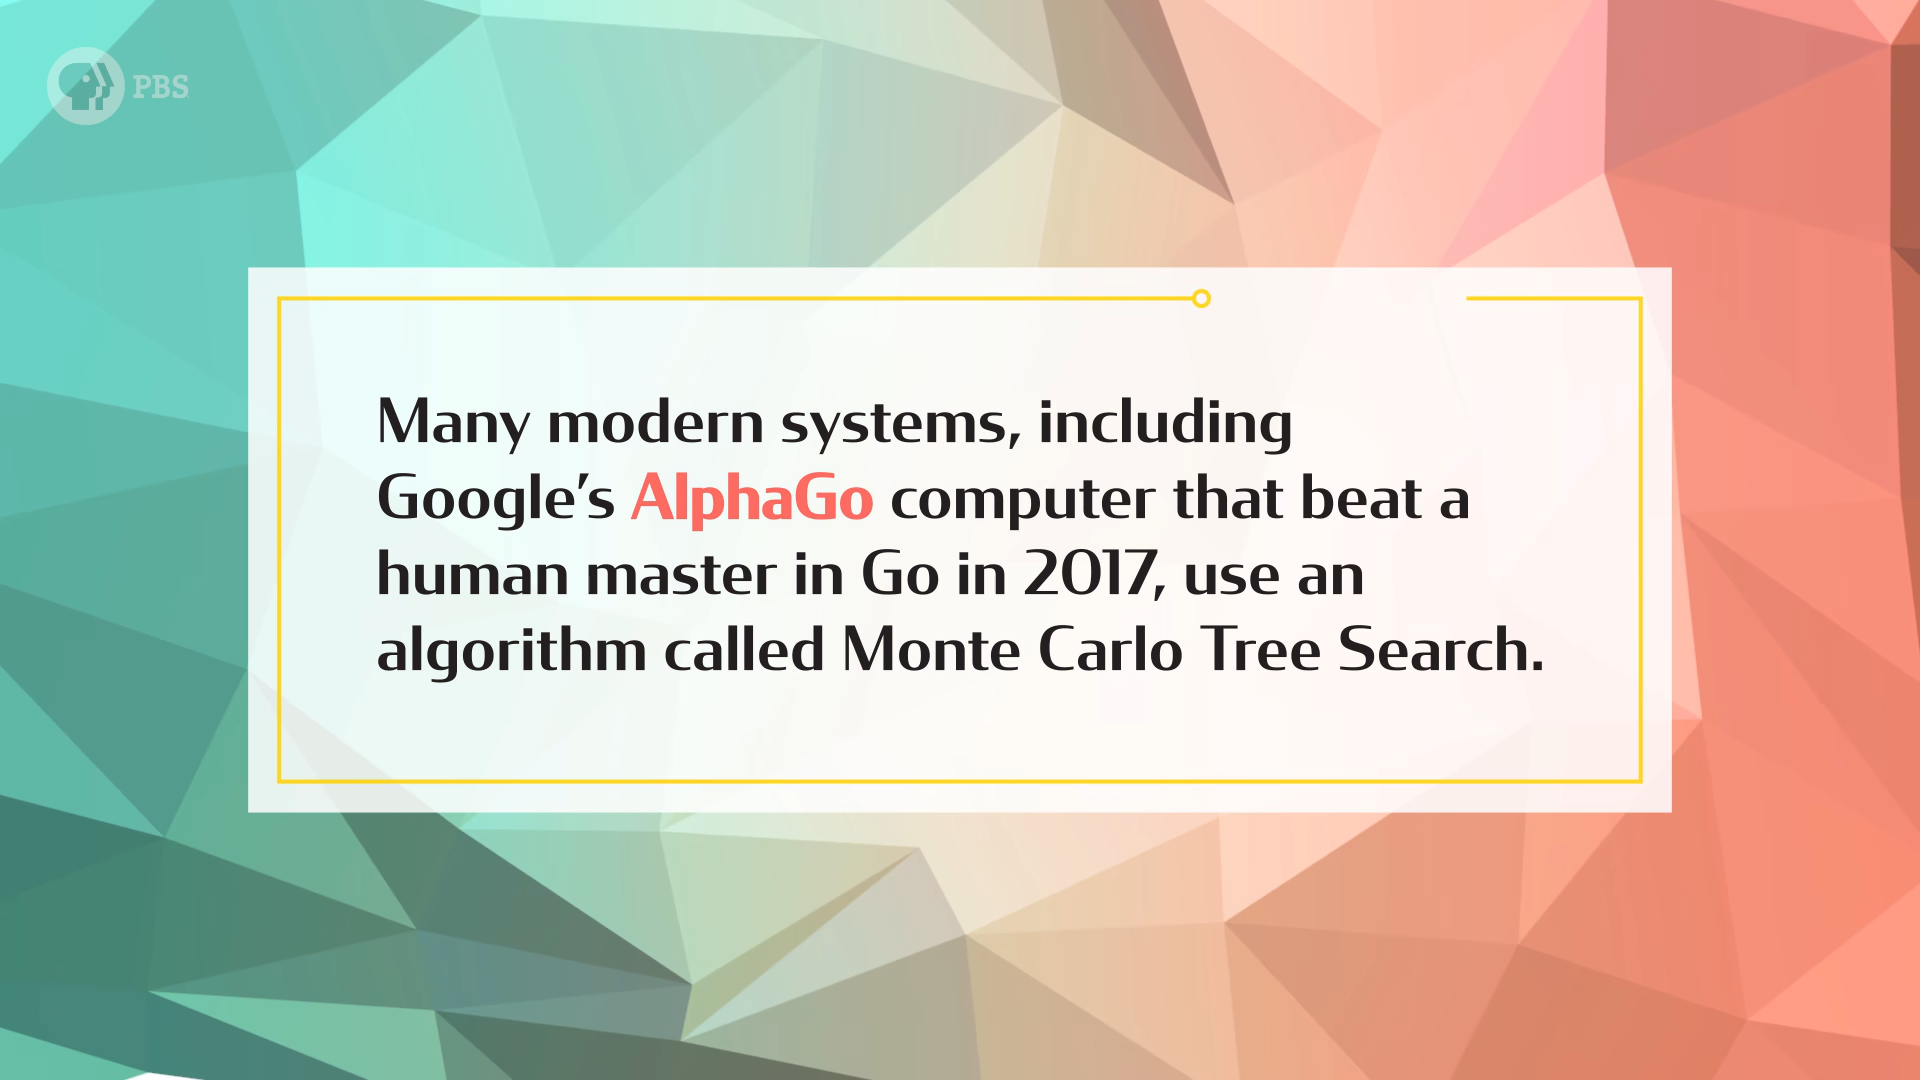 PBS
Many modern systems, including
Google’s AlphaGo computer that beat a
human master in Go in 2017, use an
algorithm called Monte Carlo Tree Search.